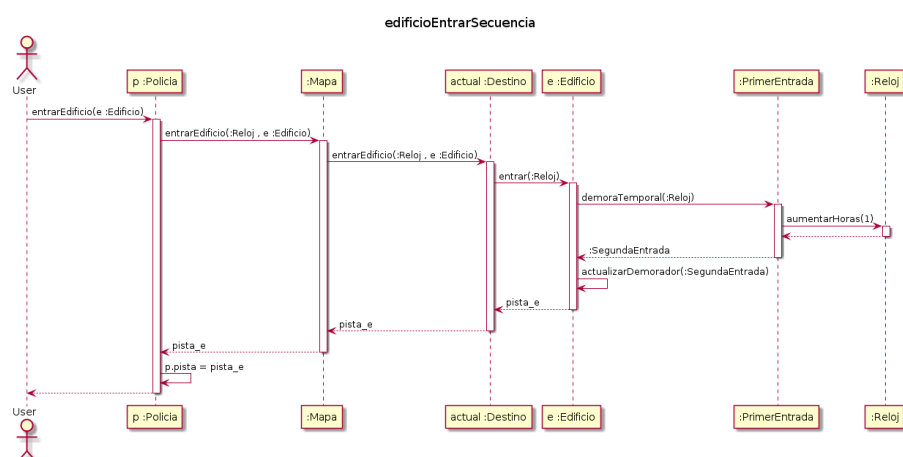 edificioEntrarSecuencia
User
p :Policia
:Mapa
actual :Destino
e :Edificio
:PrimerEntrada
:Reloj
entrarEdificio(e :Edificio)
entrarEdificio(:Reloj , e :Edificio)
entrarEdificio(:Reloj , e :Edificio)
entrar(:Reloj)
demoraTemporal(:Reloj)
aumentarHoras(1)
:SegundaEntrada
actualizarDemorador(:SegundaEntrada)
pista_e
pista_e
pista_e
p.pista = pista_e
User
p :Policia
:Mapa
actual :Destino
e :Edificio
:PrimerEntrada
:Reloj